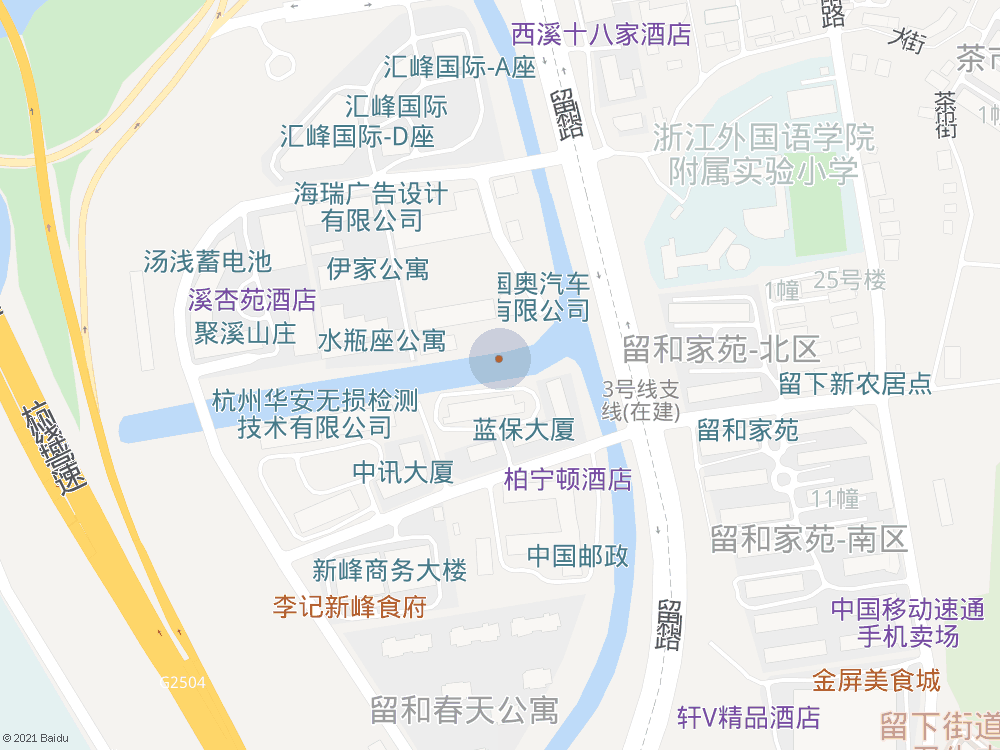 西溪十八家酒店
路
大街
茶市
汇峰国际-A座
留
路
茶市街
1幢
汇峰国际
汇峰国际-D座
浙江外国语学院
附属实验小学
海瑞广告设计
有限公司
汤浅蓄电池
伊家公寓
国奥汽车
有限公司
25号楼
1幢
溪杏苑酒店
聚溪山庄
水瓶座公寓
留和家苑-北区
3号线支
线(在建)
留下新农居点
杭州华安无损检测
技术有限公司
杭
速
蓝保大厦
留和家苑
中讯大厦
柏宁顿酒店
11幢
留和家苑-南区
中国邮政
新峰商务大楼
李记新峰食府
留
路
中国移动速通
手机卖场
G2504
金屏美食城
留和春天公寓
轩V精品酒店
留下街道
© 2021 Baidu